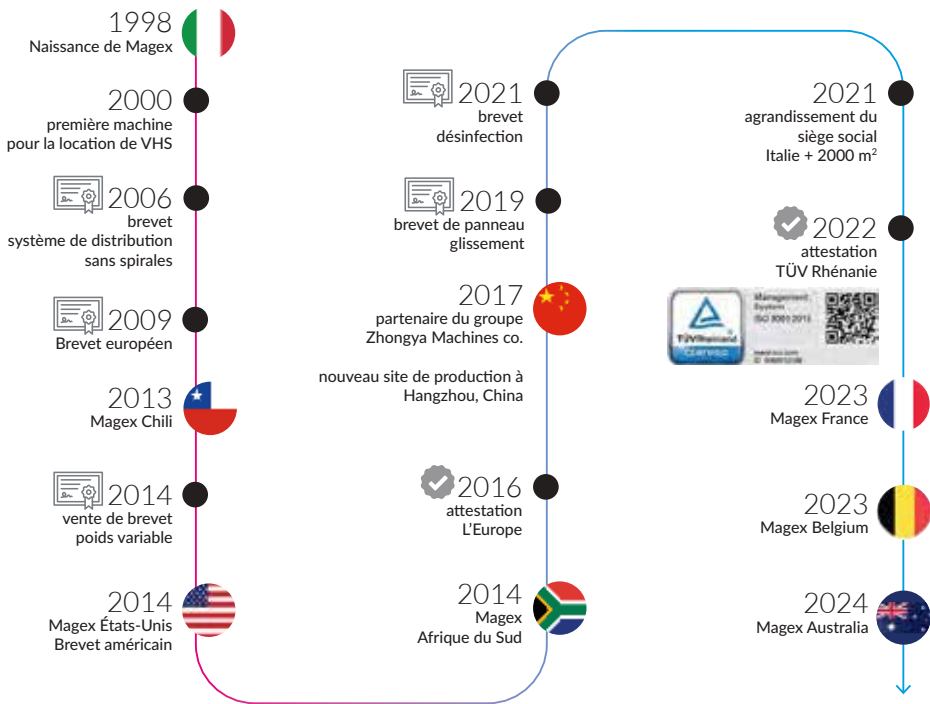 1998
Naissance de Magex
2000
première machine
pour la location de VHS
2006
brevet
système de distribution
sans spirales
2009
Brevet européen
2013
Magex Chili
2014
vente de brevet
poids variable
2014
Magex États-Unis
Brevet américain
2014
Magex
Afrique du Sud
2016
attestation
L'Europe
2017
partenaire du groupe
Zhongya Machines co.
nouveau site de production à
Hangzhou, China
2019
brevet de panneau
glissement
2021
brevet
désinfection
2021
agrandissement du
siège social
Italie + 2000 m²
2022
attestation
TÜV Rhénanie
TÜVRheinland
Management
System
2023
Magex France
2023
Magex Belgium
2024
Magex Australia